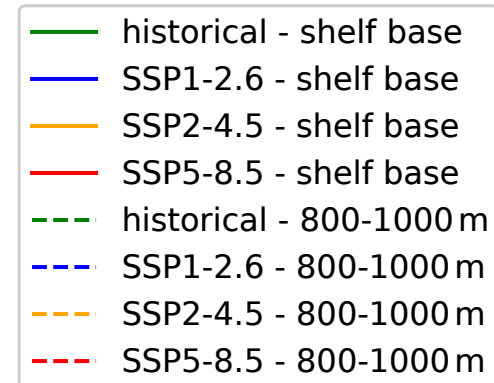 historical - shelf base
SSP1-2.6 - shelf base
SSP2-4.5 - shelf base
SSP5-8.5 - shelf base
historical - 800-1000 m
SSP1-2.6 - 800-1000 m
SSP2-4.5 - 800-1000 m
SSP5-8.5 - 800-1000 m